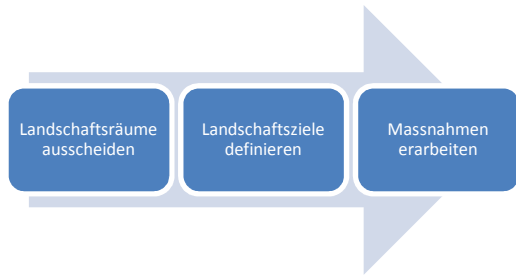 Landschaftsräume
ausscheiden
Landschaftsziele
definieren
Massnahmen
erarbeiten